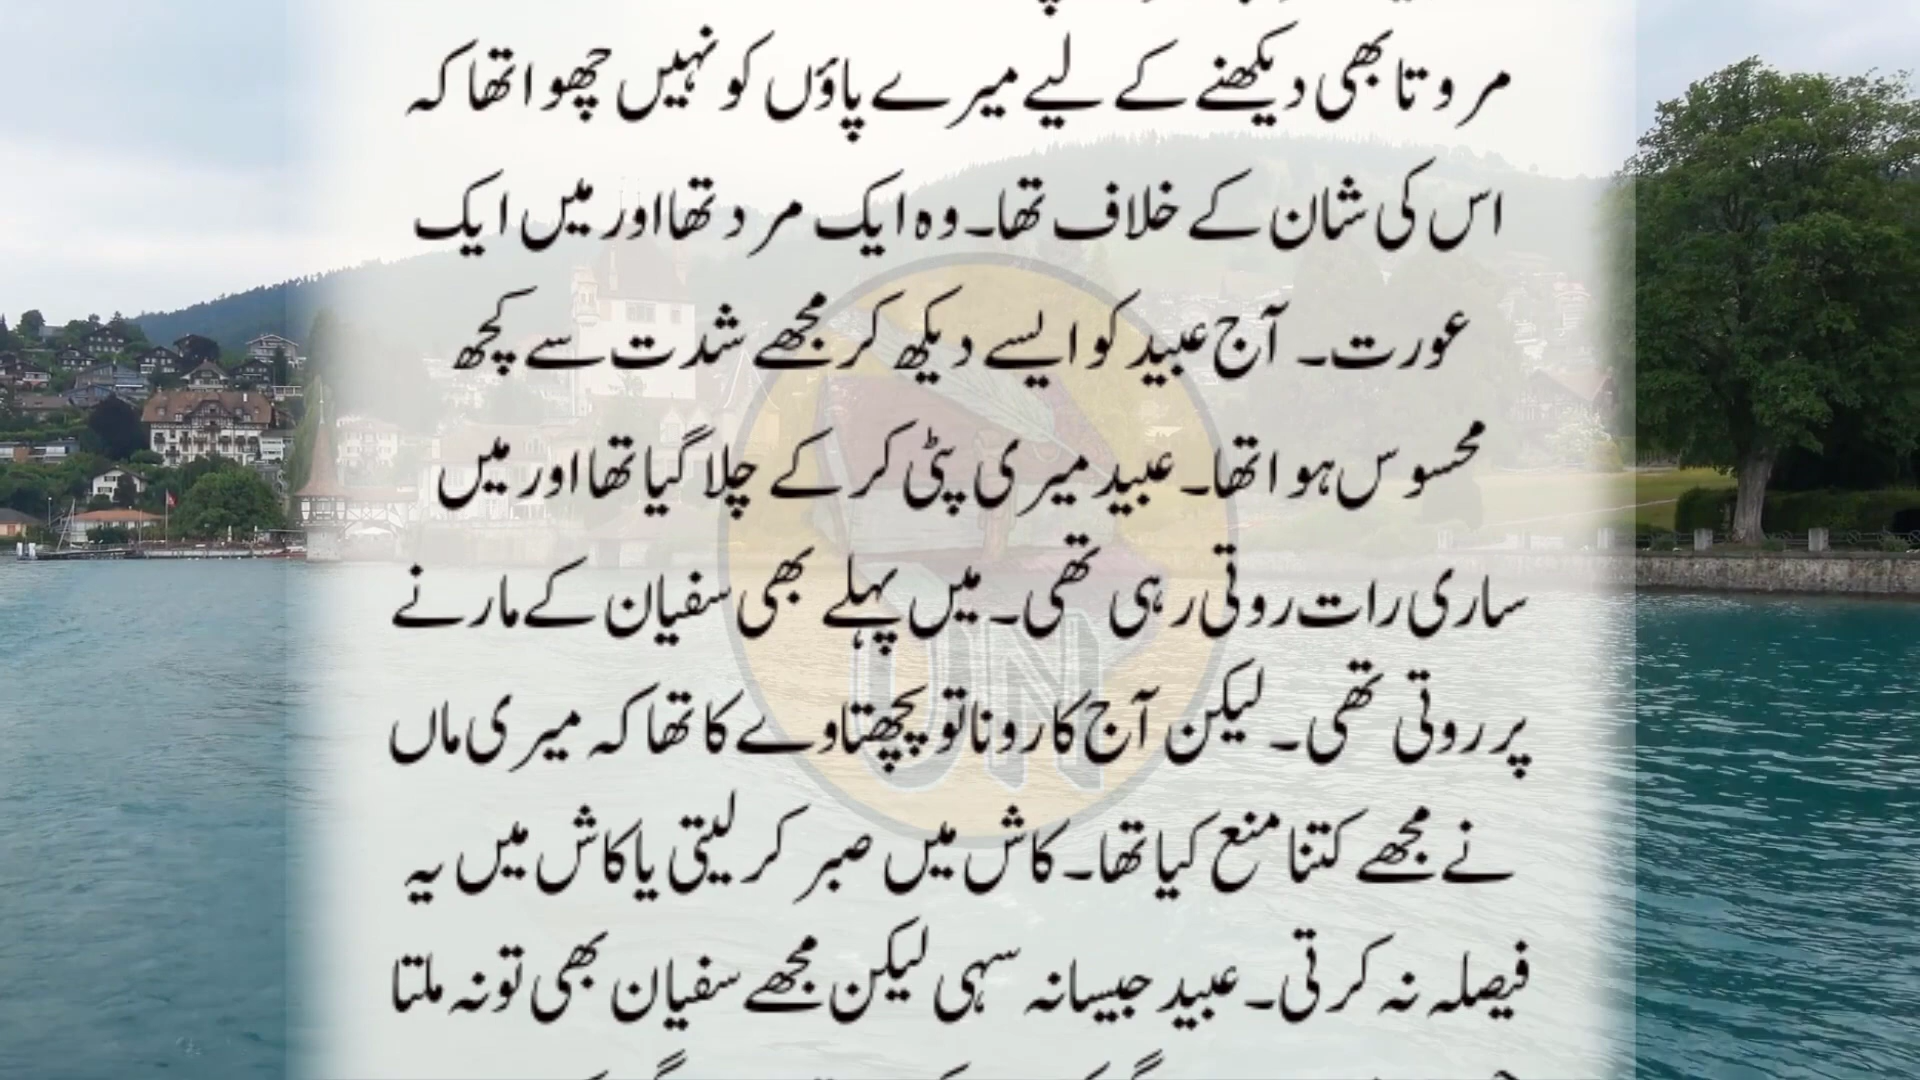 مروتا بھی دیکھنے کے لیے میرے پاؤں کو نہیں چھوا تھا کہ
اس کی شان کے خلاف تھا۔ وہ ایک مرد تھا اور میں ایک
عورت۔ آج عبید کو ایسے دیکھ کر مجھے شدت سے کچھ
محسوس ہوا تھا۔ عبید میری پٹی کر کے چلا گیا تھا اور میں
ساری رات روتی رہی تھی۔ میں پہلے بھی سفیان کے مارنے
پر روتی تھی۔ لیکن آج کا رونا تو پچھتاوے کا تھا کہ میری ماں
نے مجھے کتنا منع کیا تھا۔ کاش میں صبر کر لیتی یا کاش میں یہ
فیصلہ نہ کرتی۔ عبید جیسا نہ سہی لیکن مجھے سفیان بھی تو نہ ملتا
UN